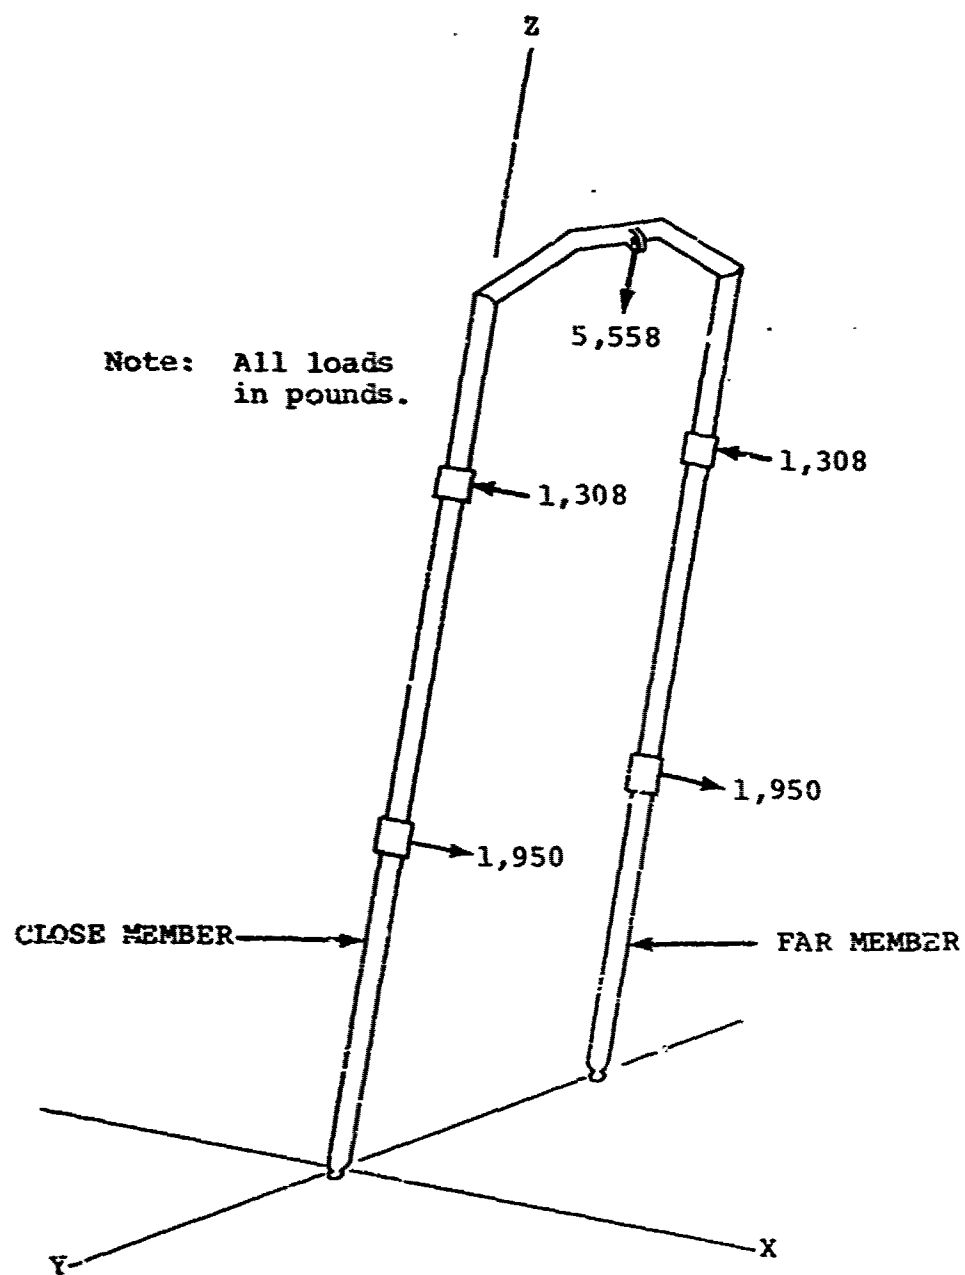 Z
5,558
Note: All loads
in pounds.
1,308
1,308
1,950
1,950
CLOSE MEMBER
FAR MEMBER
X
Y